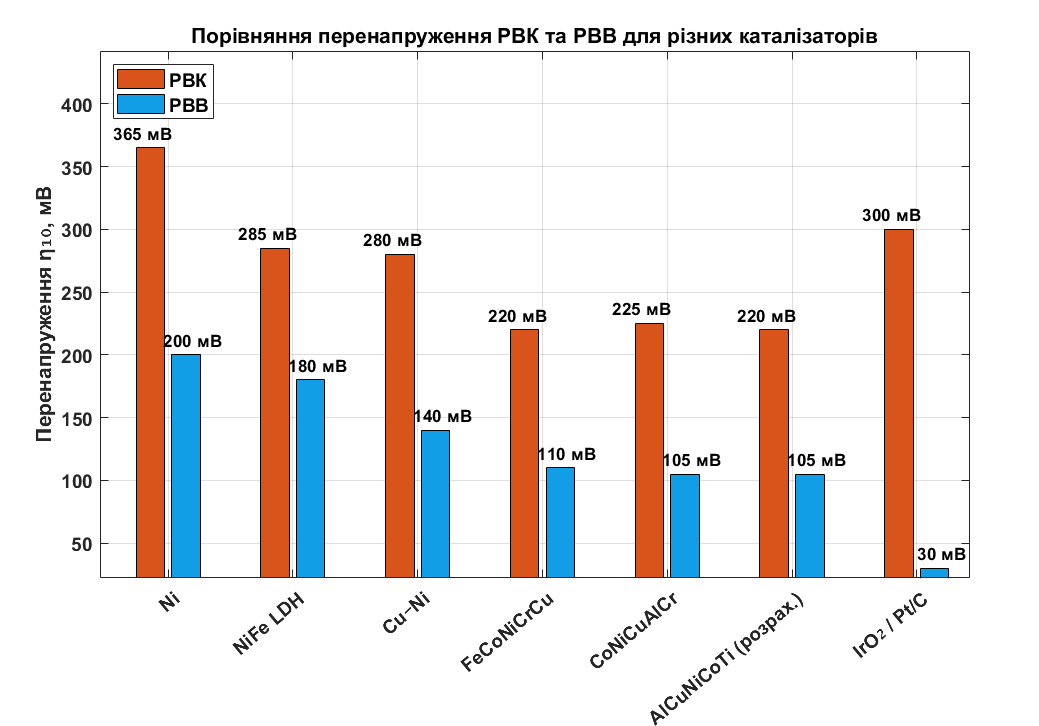 Порівняння перенапруження РВК та РВВ для різних каталізаторів
РВК
РВВ
Перенапруження η₁₀, мВ
400
350
300
250
200
150
100
50
365 мВ
200 мВ
285 мВ
180 мВ
280 мВ
140 мВ
220 мВ
110 мВ
225 мВ
105 мВ
220 мВ
105 мВ
300 мВ
30 мВ
Ni
NiFe LDH
Cu–Ni
FeCoNiCrCu
CoNiCuAlCr
AlCuNiCoTi (розрах.)
IrO₂ / Pt/C